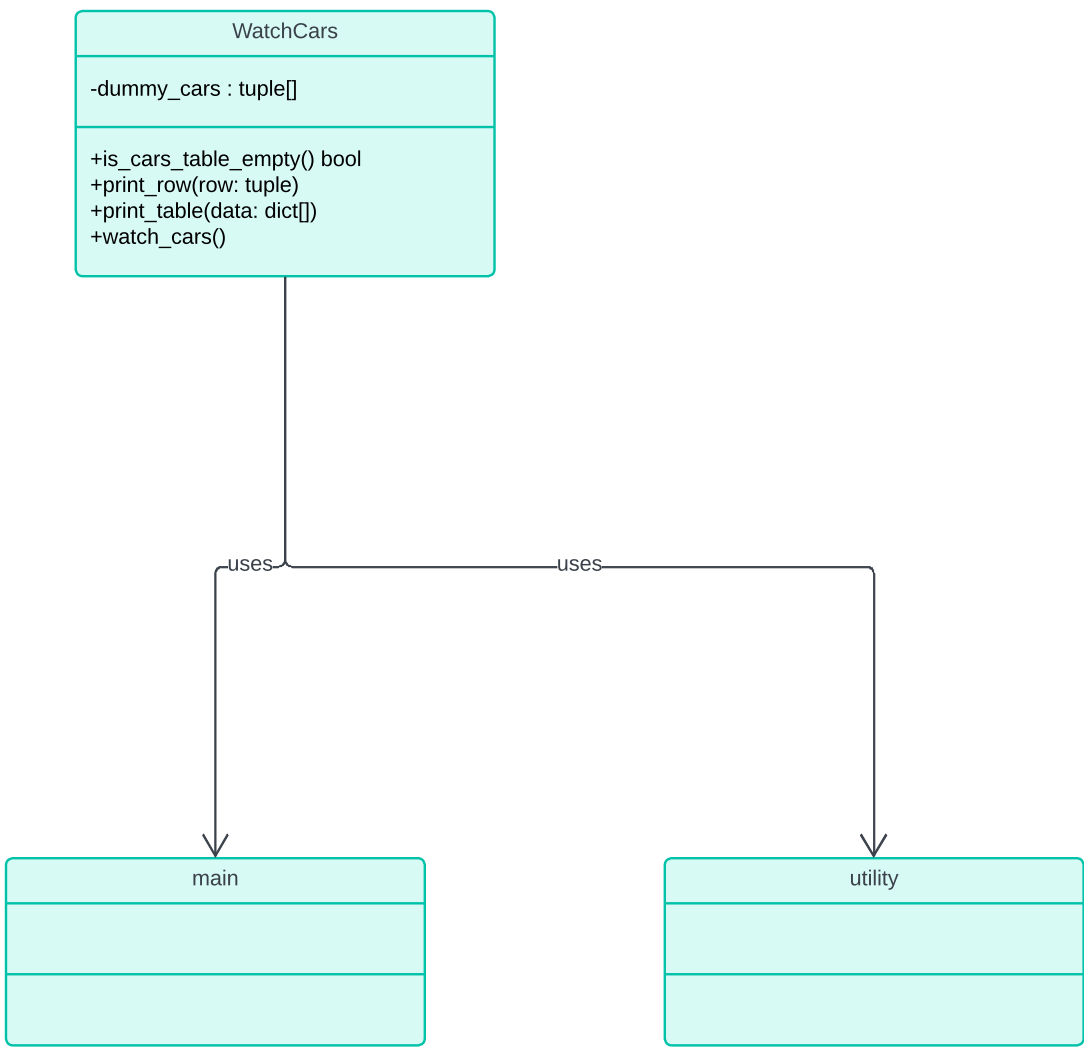 WatchCars
-dummy_cars : tuple[]
+is_cars_table_empty() bool
+print_row(row: tuple)
+print_table(data: dict[])
+watch_cars()
uses
uses
main
utility